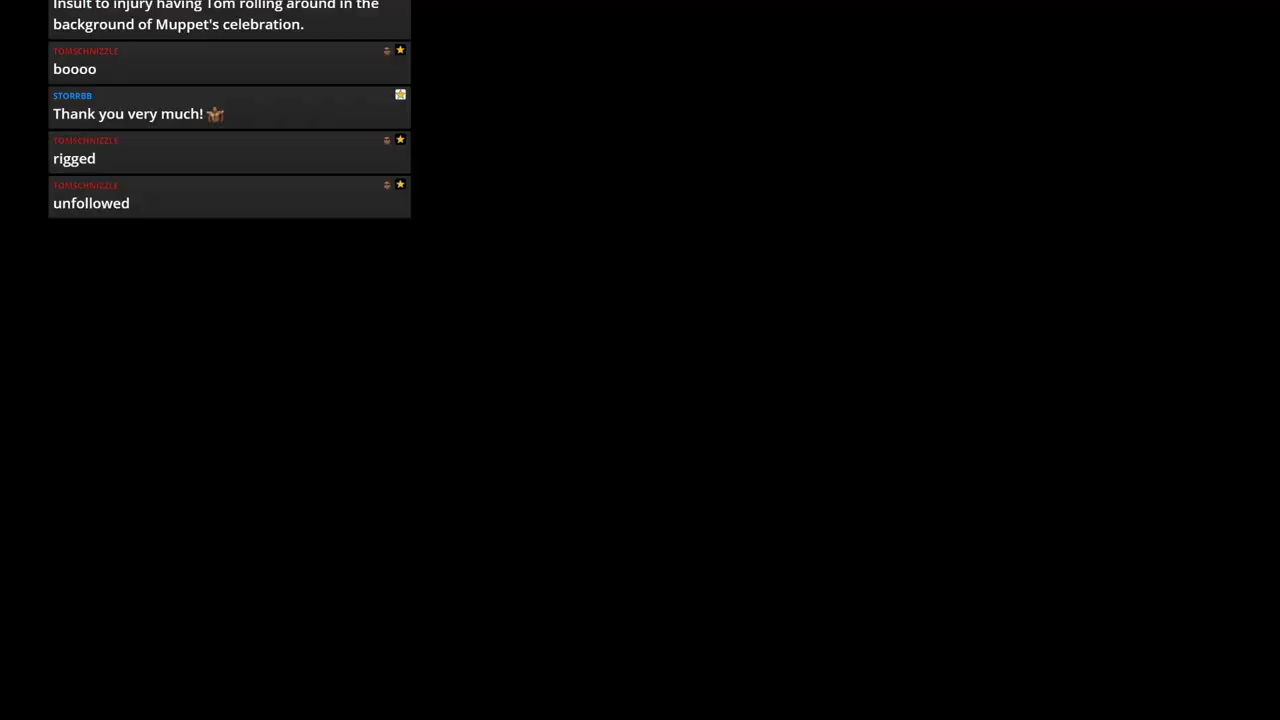 Insult to injury having Tom rolling around in the
background of Muppet's celebration.
TOMSCHNIZZLE
boooo
STORRBB
Thank you very much!
TOMSCHNIZZLE
rigged
TOMSCHNIZZLE
unfollowed